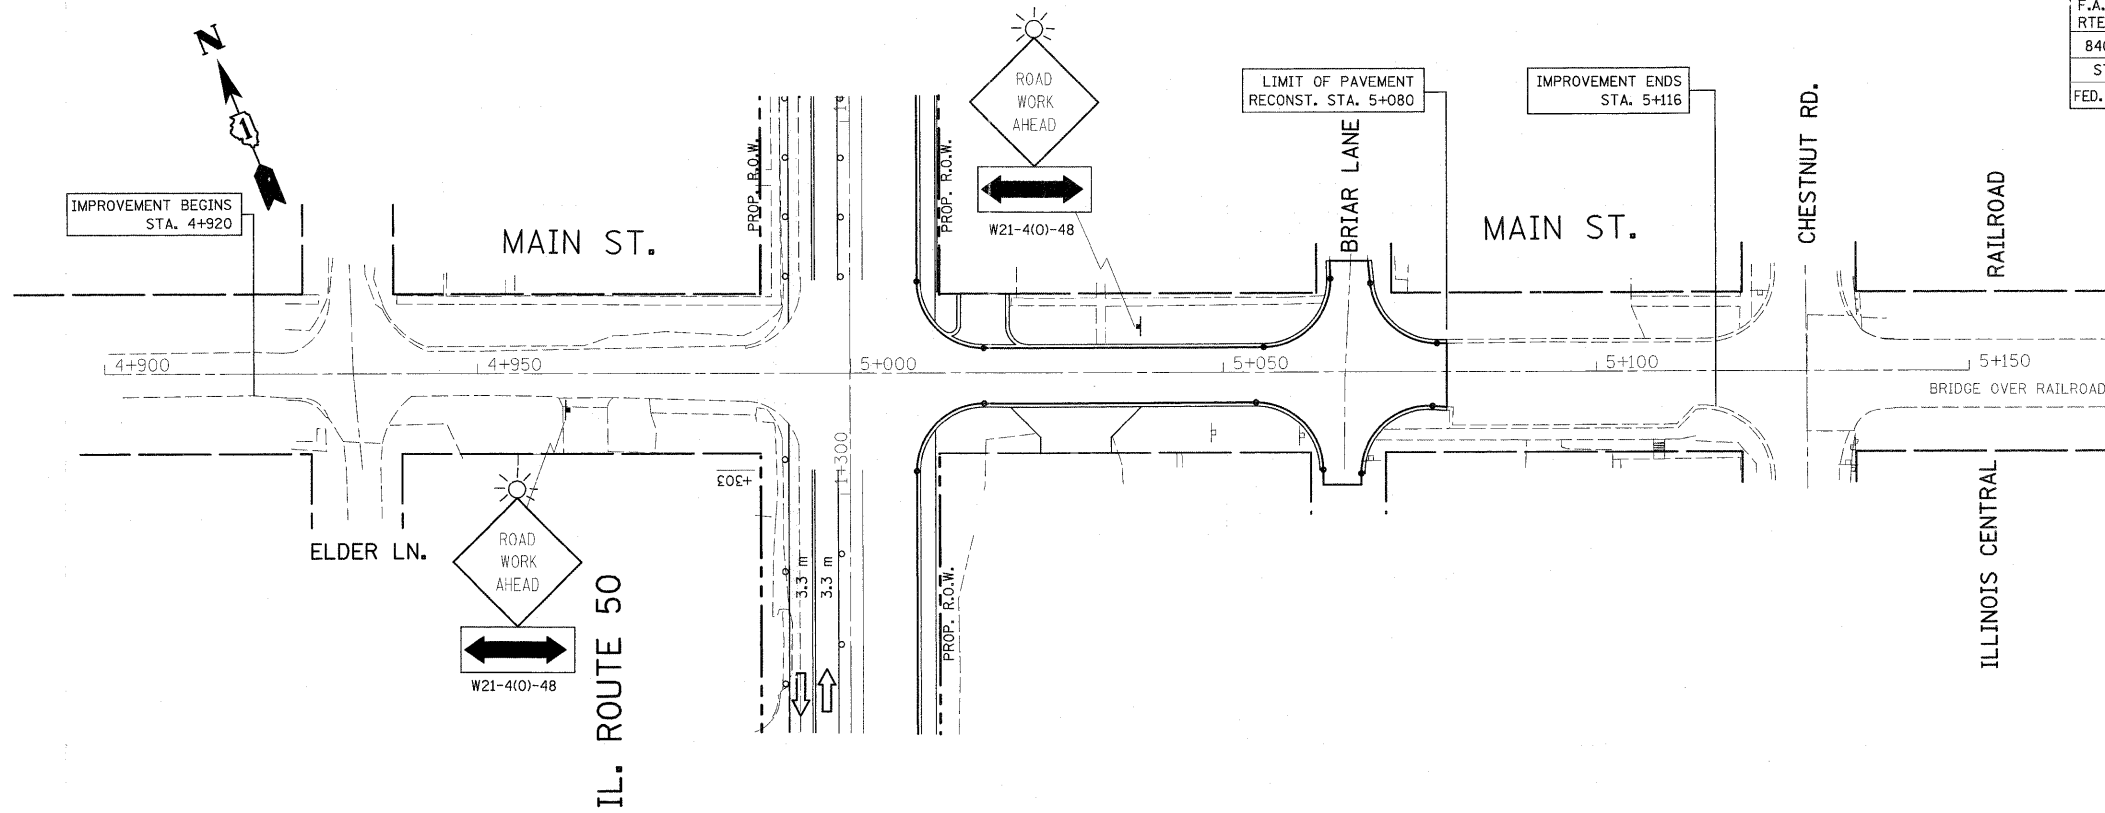 N
1
F.A.
RTE
840
ST
FED.
ROAD
WORK
AHEAD
W21-4(O)-48
LIMIT OF PAVEMENT
RECONST. STA. 5+080
IMPROVEMENT ENDS
STA. 5+116
IMPROVEMENT BEGINS
STA. 4+920
MAIN ST.
PROP. R.O.W.
PROP. R.O.W.
BRIAR LANE
MAIN ST.
CHESTNUT RD.
RAILROAD
4+900
4+950
5+000
5+050
5+100
5+150
BRIDGE OVER RAILROAD
1+300
+303
ELDER LN.
ROAD
WORK
AHEAD
W21-4(O)-48
IL. ROUTE 50
3.3 m
3.3 m
PROP. R.O.W.
ILLINOIS CENTRAL